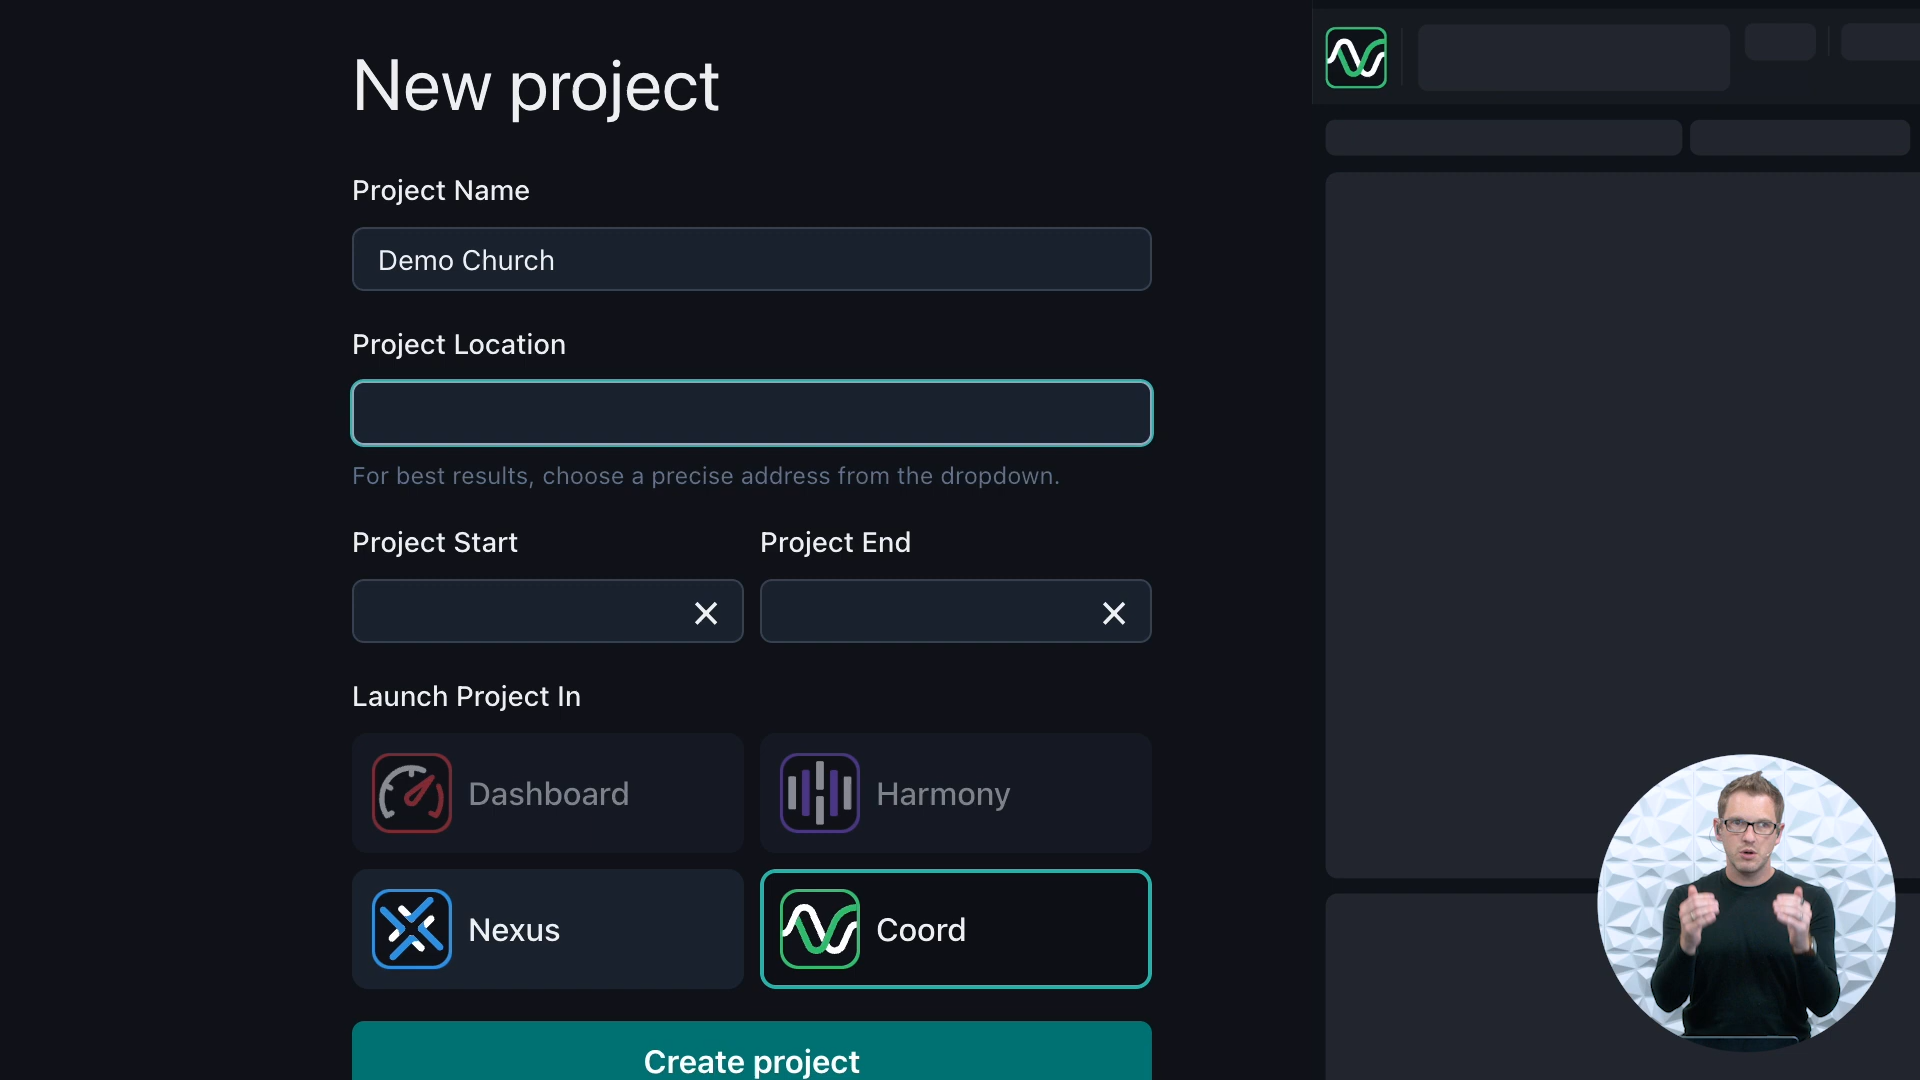 New project
Project Name
Demo Church
Project Location
For best results, choose a precise address from the dropdown.
Project Start
Project End
Launch Project In
Dashboard
Harmony
Nexus
Coord
Create project